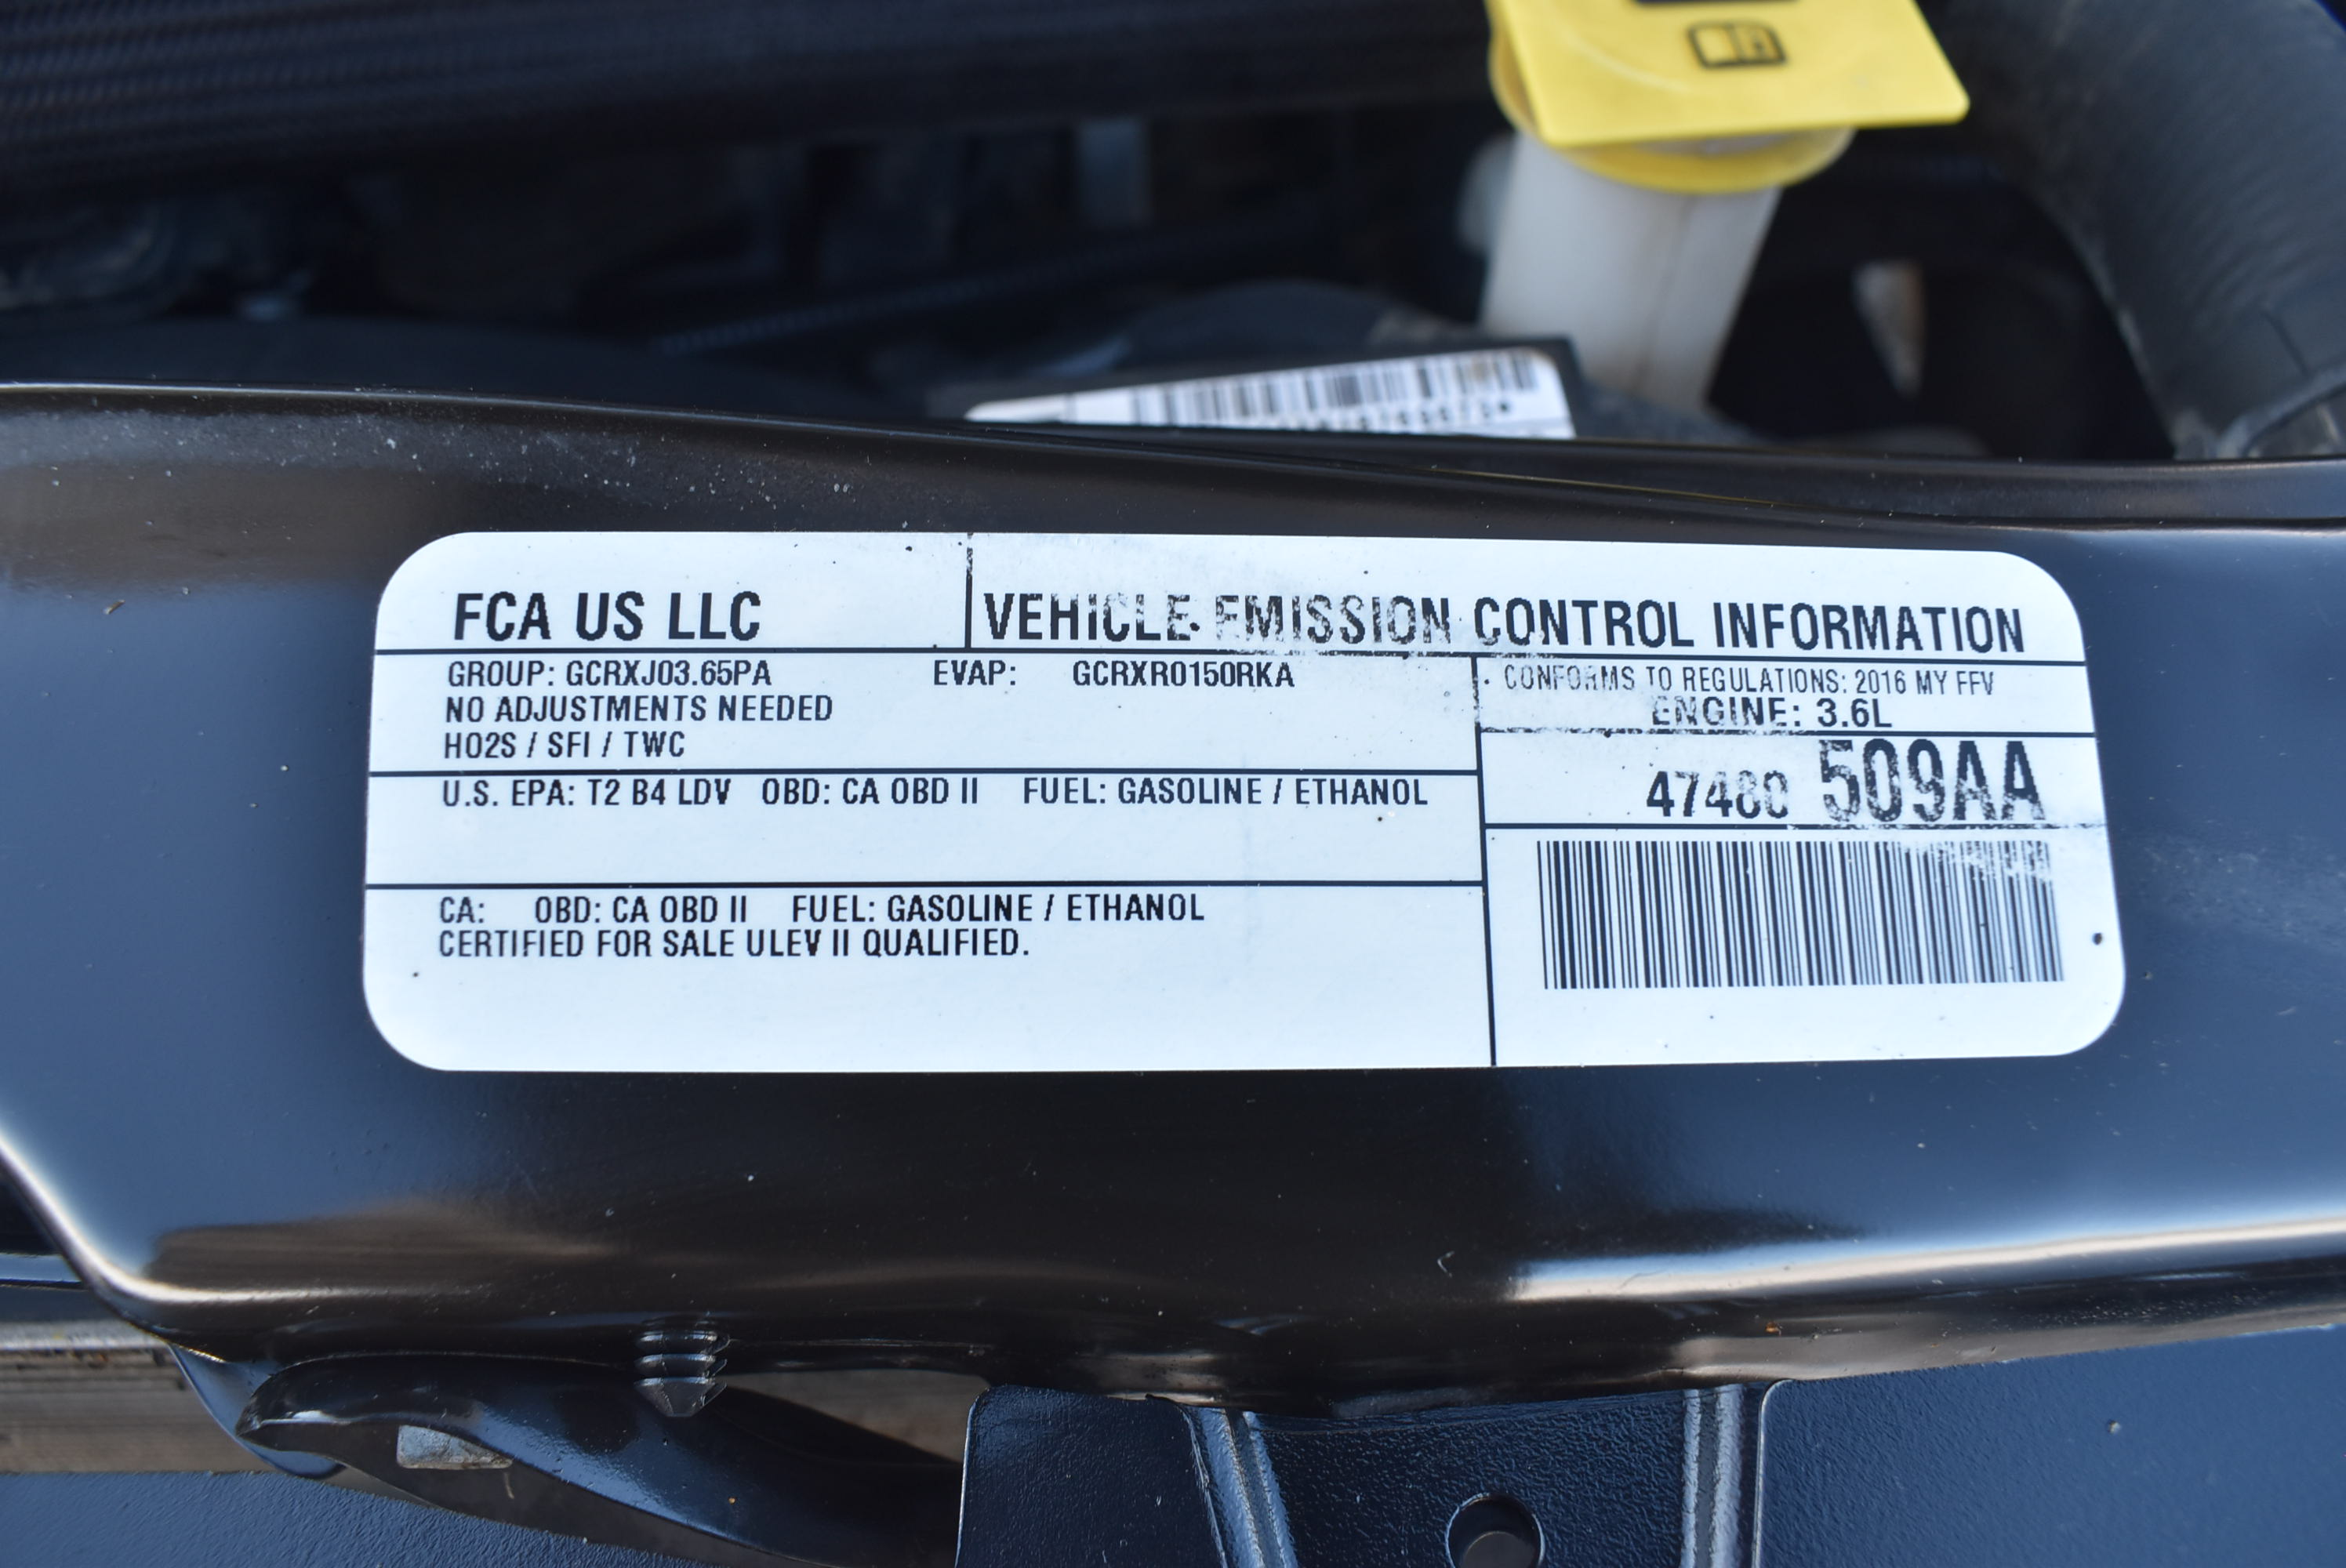 FCA US LLC
VEHICLE EMISSION CONTROL INFORMATION
GROUP: GCRXJ03.65PA EVAP: GCRXR0150RKA
NO ADJUSTMENTS NEEDED
HO2S / SFI / TWC
CONFORMS TO REGULATIONS: 2016 MY FFV
ENGINE: 3.6L
U.S. EPA: T2 B4 LDV OBD: CA OBD II FUEL: GASOLINE / ETHANOL
47480 509AA
CA: OBD: CA OBD II FUEL: GASOLINE / ETHANOL
CERTIFIED FOR SALE ULEV II QUALIFIED.